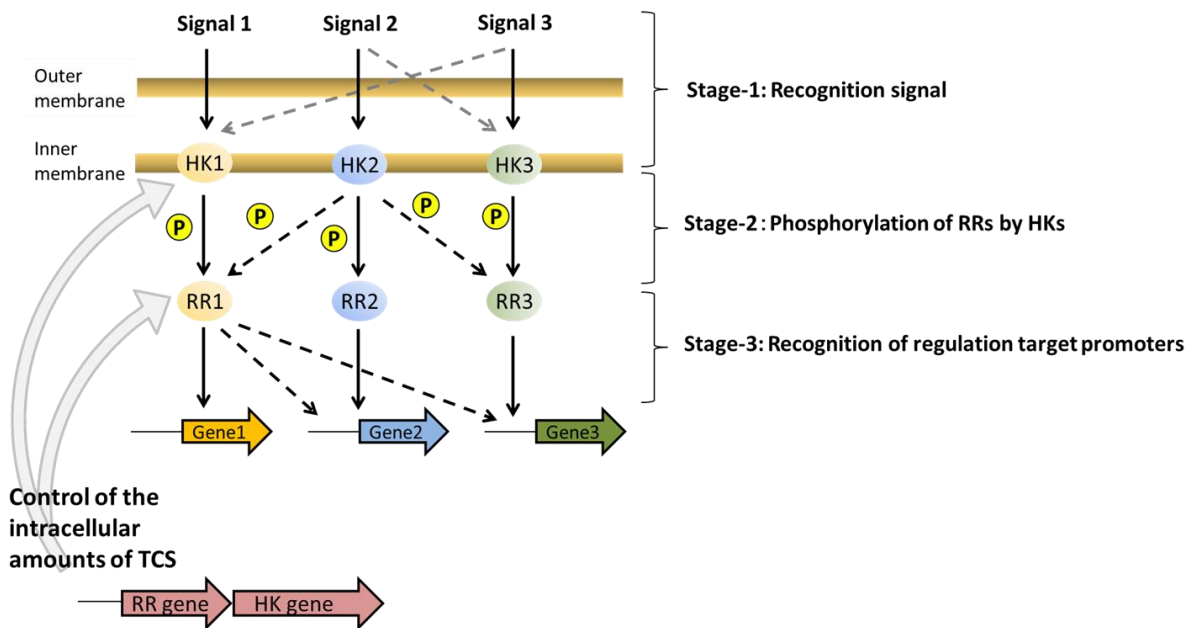 Signal 1
Signal 2
Signal 3
Outer
membrane
Stage-1: Recognition signal
Inner
membrane
HK1
HK2
HK3
P
P
P
P
P
Stage-2 : Phosphorylation of RRs by HKs
RR1
RR2
RR3
Stage-3: Recognition of regulation target promoters
Gene1
Gene2
Gene3
Control of the
intracellular
amounts of TCS
RR gene
HK gene